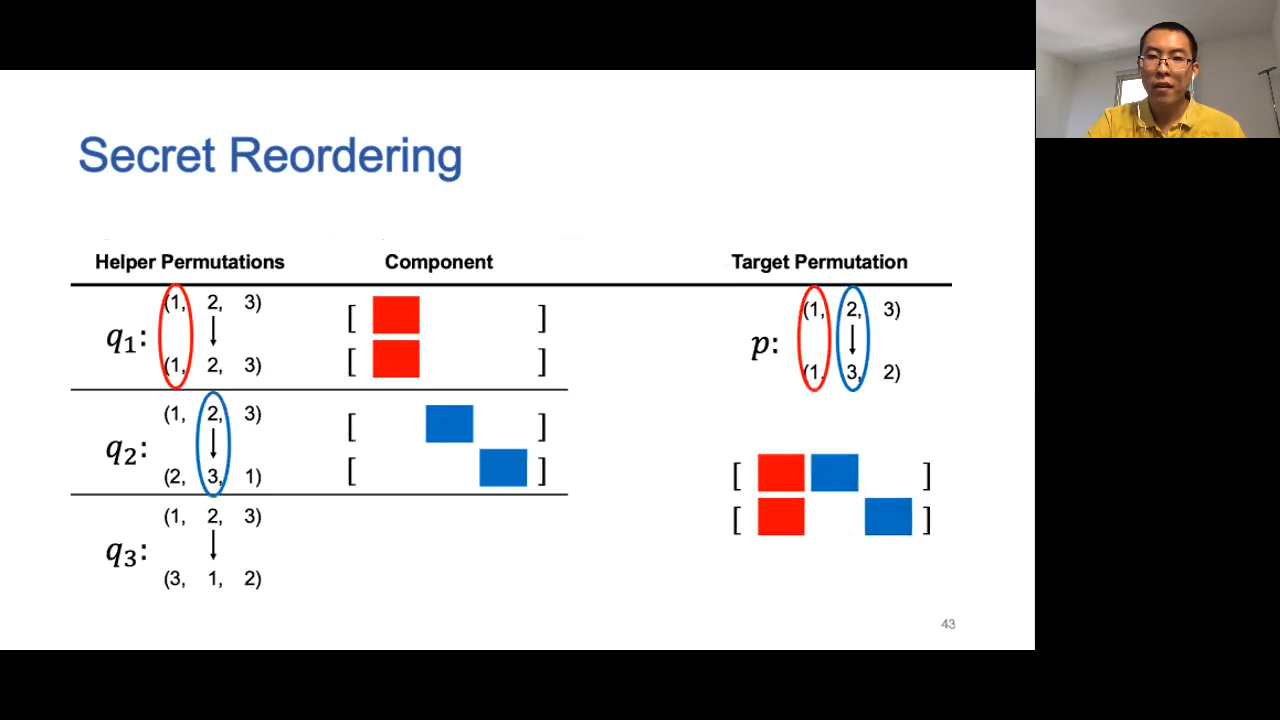 Secret Reordering
Helper Permutations Component Target Permutation
q₁: (1, 2, 3)
(1, 2, 3)
[ ]
[ ]
q₂: (1, 2, 3)
(2, 3, 1)
[ ]
[ ]
q₃: (1, 2, 3)
(3, 1, 2)
p: (1, 2, 3)
(1, 3, 2)
[ ]
[ ]
43